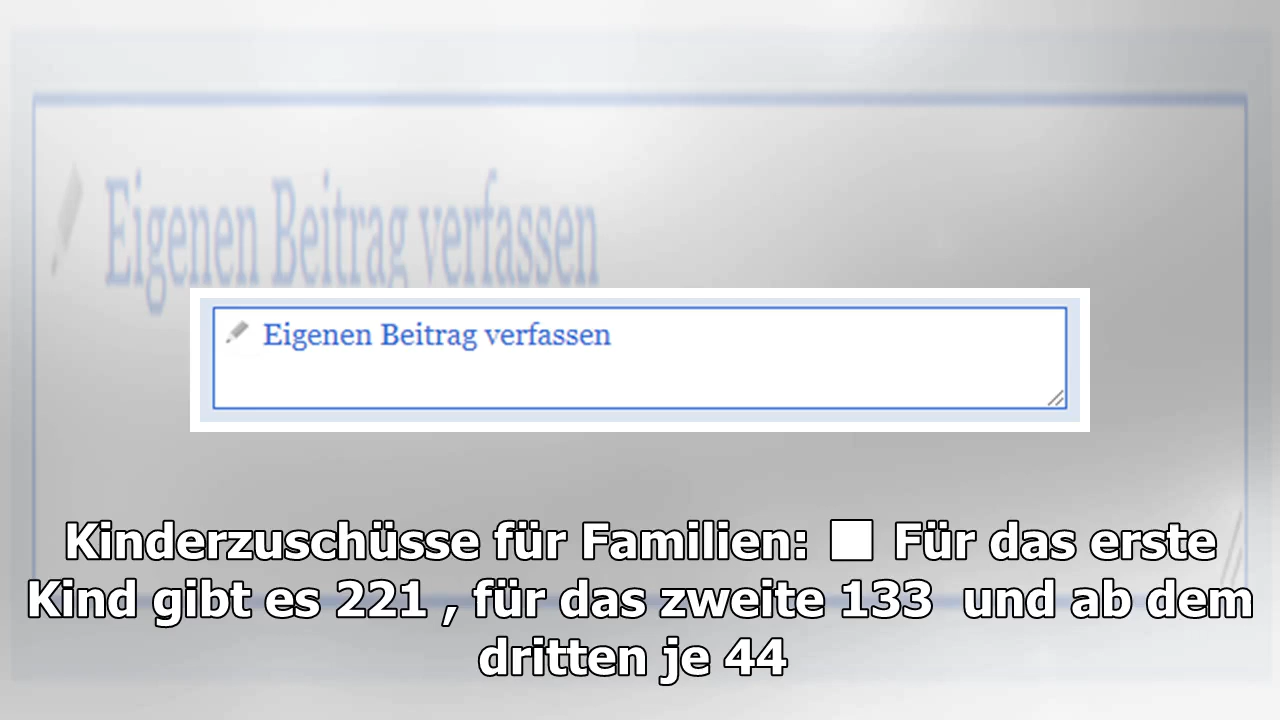 Eigenen Beitrag verfassen
Eigenen Beitrag verfassen
Kinderzuschüsse für Familien: ■ Für das erste
Kind gibt es 221 , für das zweite 133 und ab dem
dritten je 44